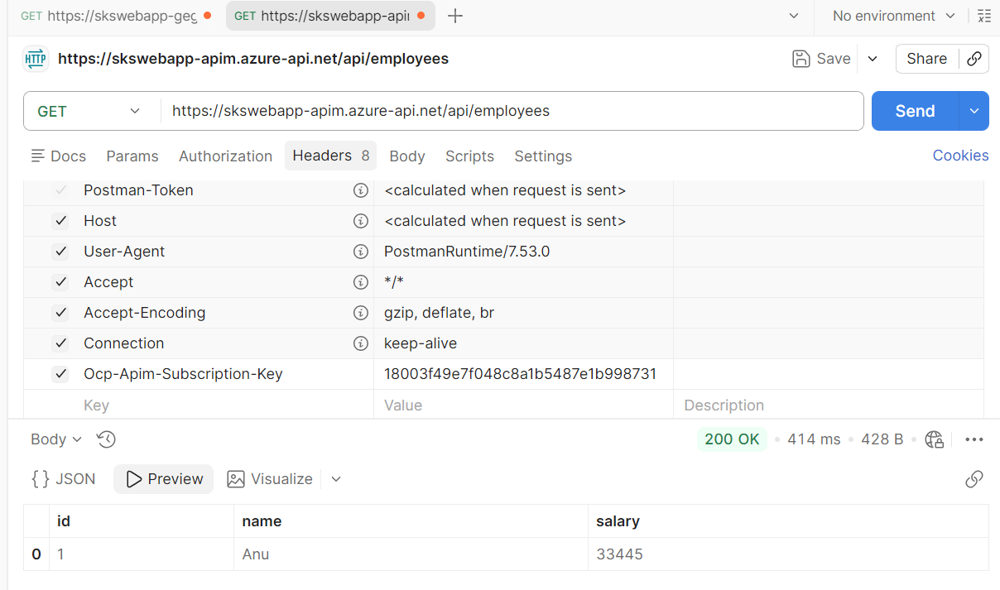 GET https://skswebapp-geg GET https://skswebapp-apin No environment
HTTP https://skswebapp-apim.azure-api.net/api/employees Save Share
GET https://skswebapp-apim.azure-api.net/api/employees Send
Docs Params Authorization Headers 8 Body Scripts Settings Cookies
Postman-Token <calculated when request is sent>
Host <calculated when request is sent>
User-Agent PostmanRuntime/7.53.0
Accept */*
Accept-Encoding gzip, deflate, br
Connection keep-alive
Ocp-Apim-Subscription-Key 18003f49e7f048c8a1b5487e1b998731
Key Value Description
Body 200 OK • 414 ms • 428 B •
{} JSON Preview Visualize
id name salary
0 1 Anu 33445